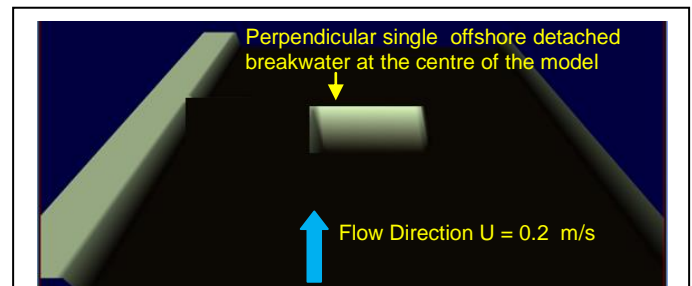 Perpendicular single offshore detached
breakwater at the centre of the model
Flow Direction U = 0.2 m/s